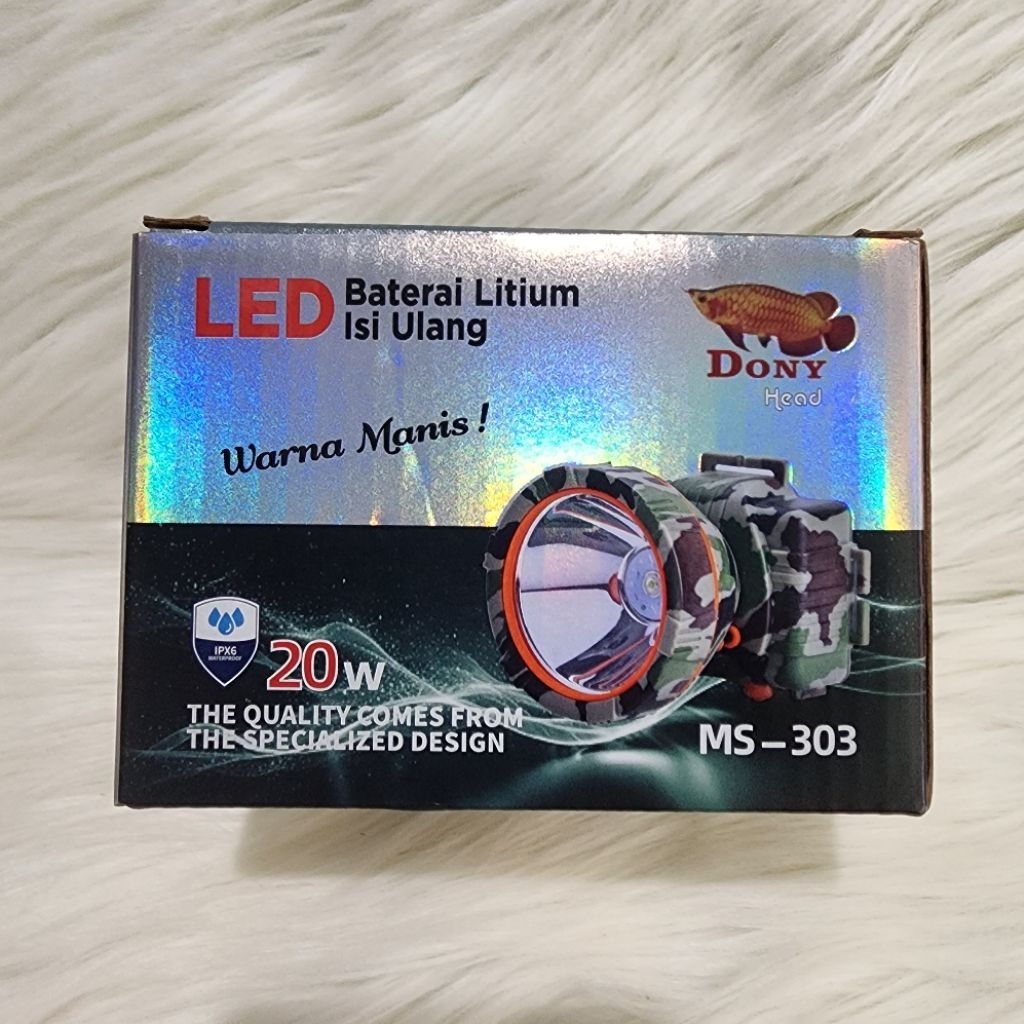 LED
Baterai Litium
Isi Ulang
DONY
Head
Warna Manis !
IPX6
WATERPROOF
20 W
THE QUALITY COMES FROM
THE SPECIALIZED DESIGN
MS – 303